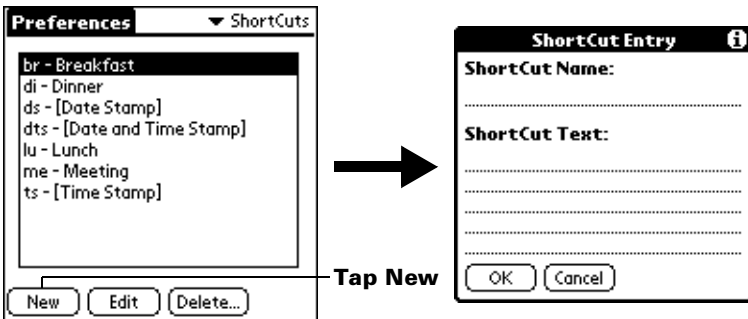 Preferences
ShortCuts
br - Breakfast
di - Dinner
ds - [Date Stamp]
dts - [Date and Time Stamp]
lu - Lunch
me - Meeting
ts - [Time Stamp]
New
Edit
Delete...
Tap New
ShortCut Entry
i
ShortCut Name:
ShortCut Text:
OK
Cancel